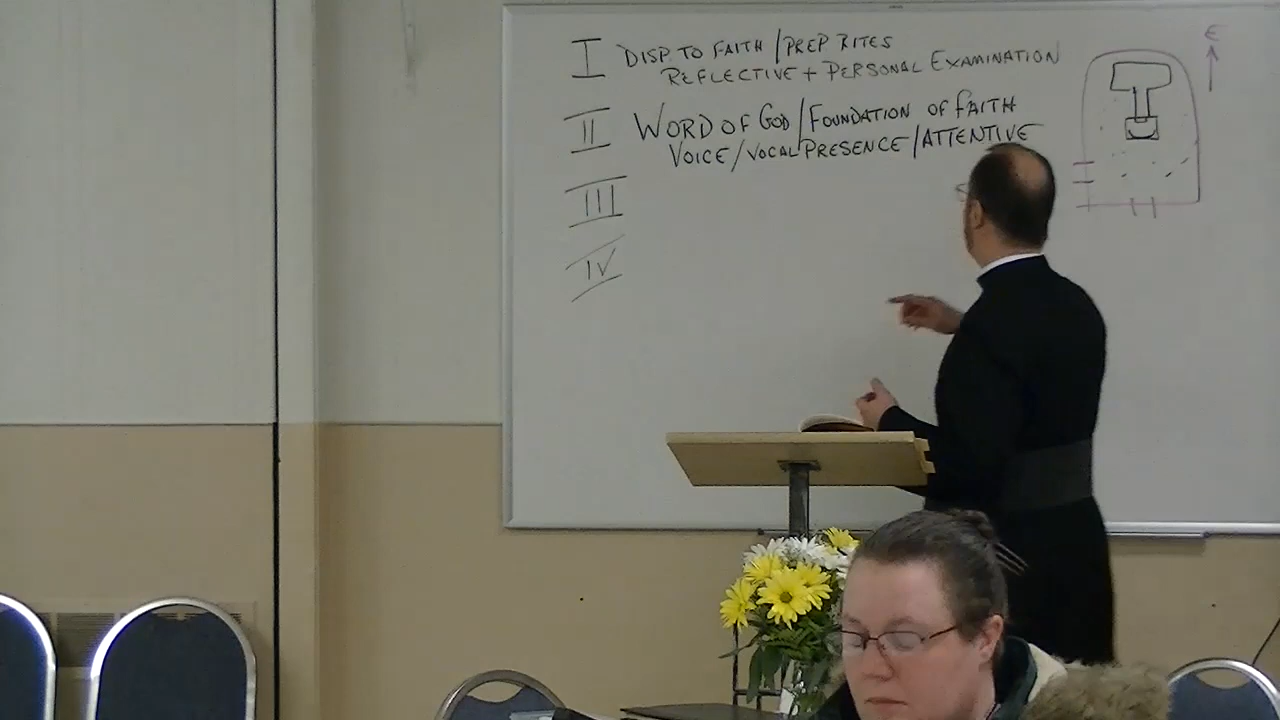 I DISP TO FAITH / PREP RITES
REFLECTIVE + PERSONAL EXAMINATION
II WORD OF GOD / FOUNDATION OF FAITH
VOICE / VOCAL PRESENCE / ATTENTIVE
III
IV
E